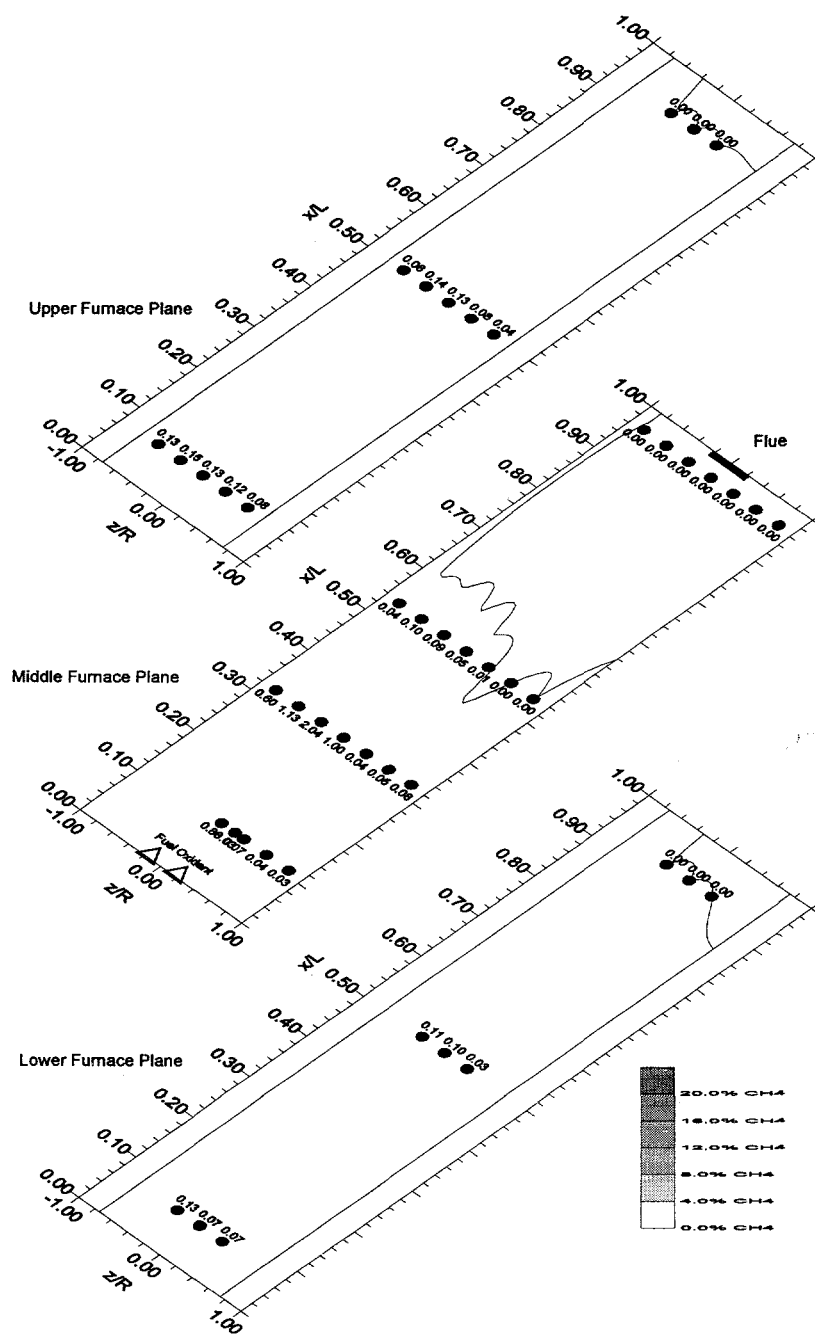 1.00
0.90
0.80
0.70
0.60
x/L 0.50
0.40
0.30
0.20
0.10
0.00
-1.00
z/R
0.00
1.00
Upper Furnace Plane
0.00 0.00 0.00
0.14 0.13 0.08 0.04
0.13 0.15 0.13 0.12 0.08
1.00
0.90
0.80
0.70
0.60
x/L 0.50
0.40
0.30
0.20
0.10
0.00
-1.00
z/R
0.00
1.00
Middle Furnace Plane
Flue
0.00 0.00 0.00 0.00 0.00 0.00 0.00
0.04 0.10 0.09 0.05 0.01 0.00 0.00
0.60 1.13 2.04 1.00 0.04 0.05 0.06
0.04 0.03
Fuel Oxidant
1.00
0.90
0.80
0.70
0.60
x/L 0.50
0.40
0.30
0.20
0.10
0.00
-1.00
z/R
0.00
1.00
Lower Furnace Plane
0.00 0.00 0.00
0.11 0.10 0.03
0.13 0.07 0.07
20.0% CH4
16.0% CH4
12.0% CH4
8.0% CH4
4.0% CH4
0.0% CH4